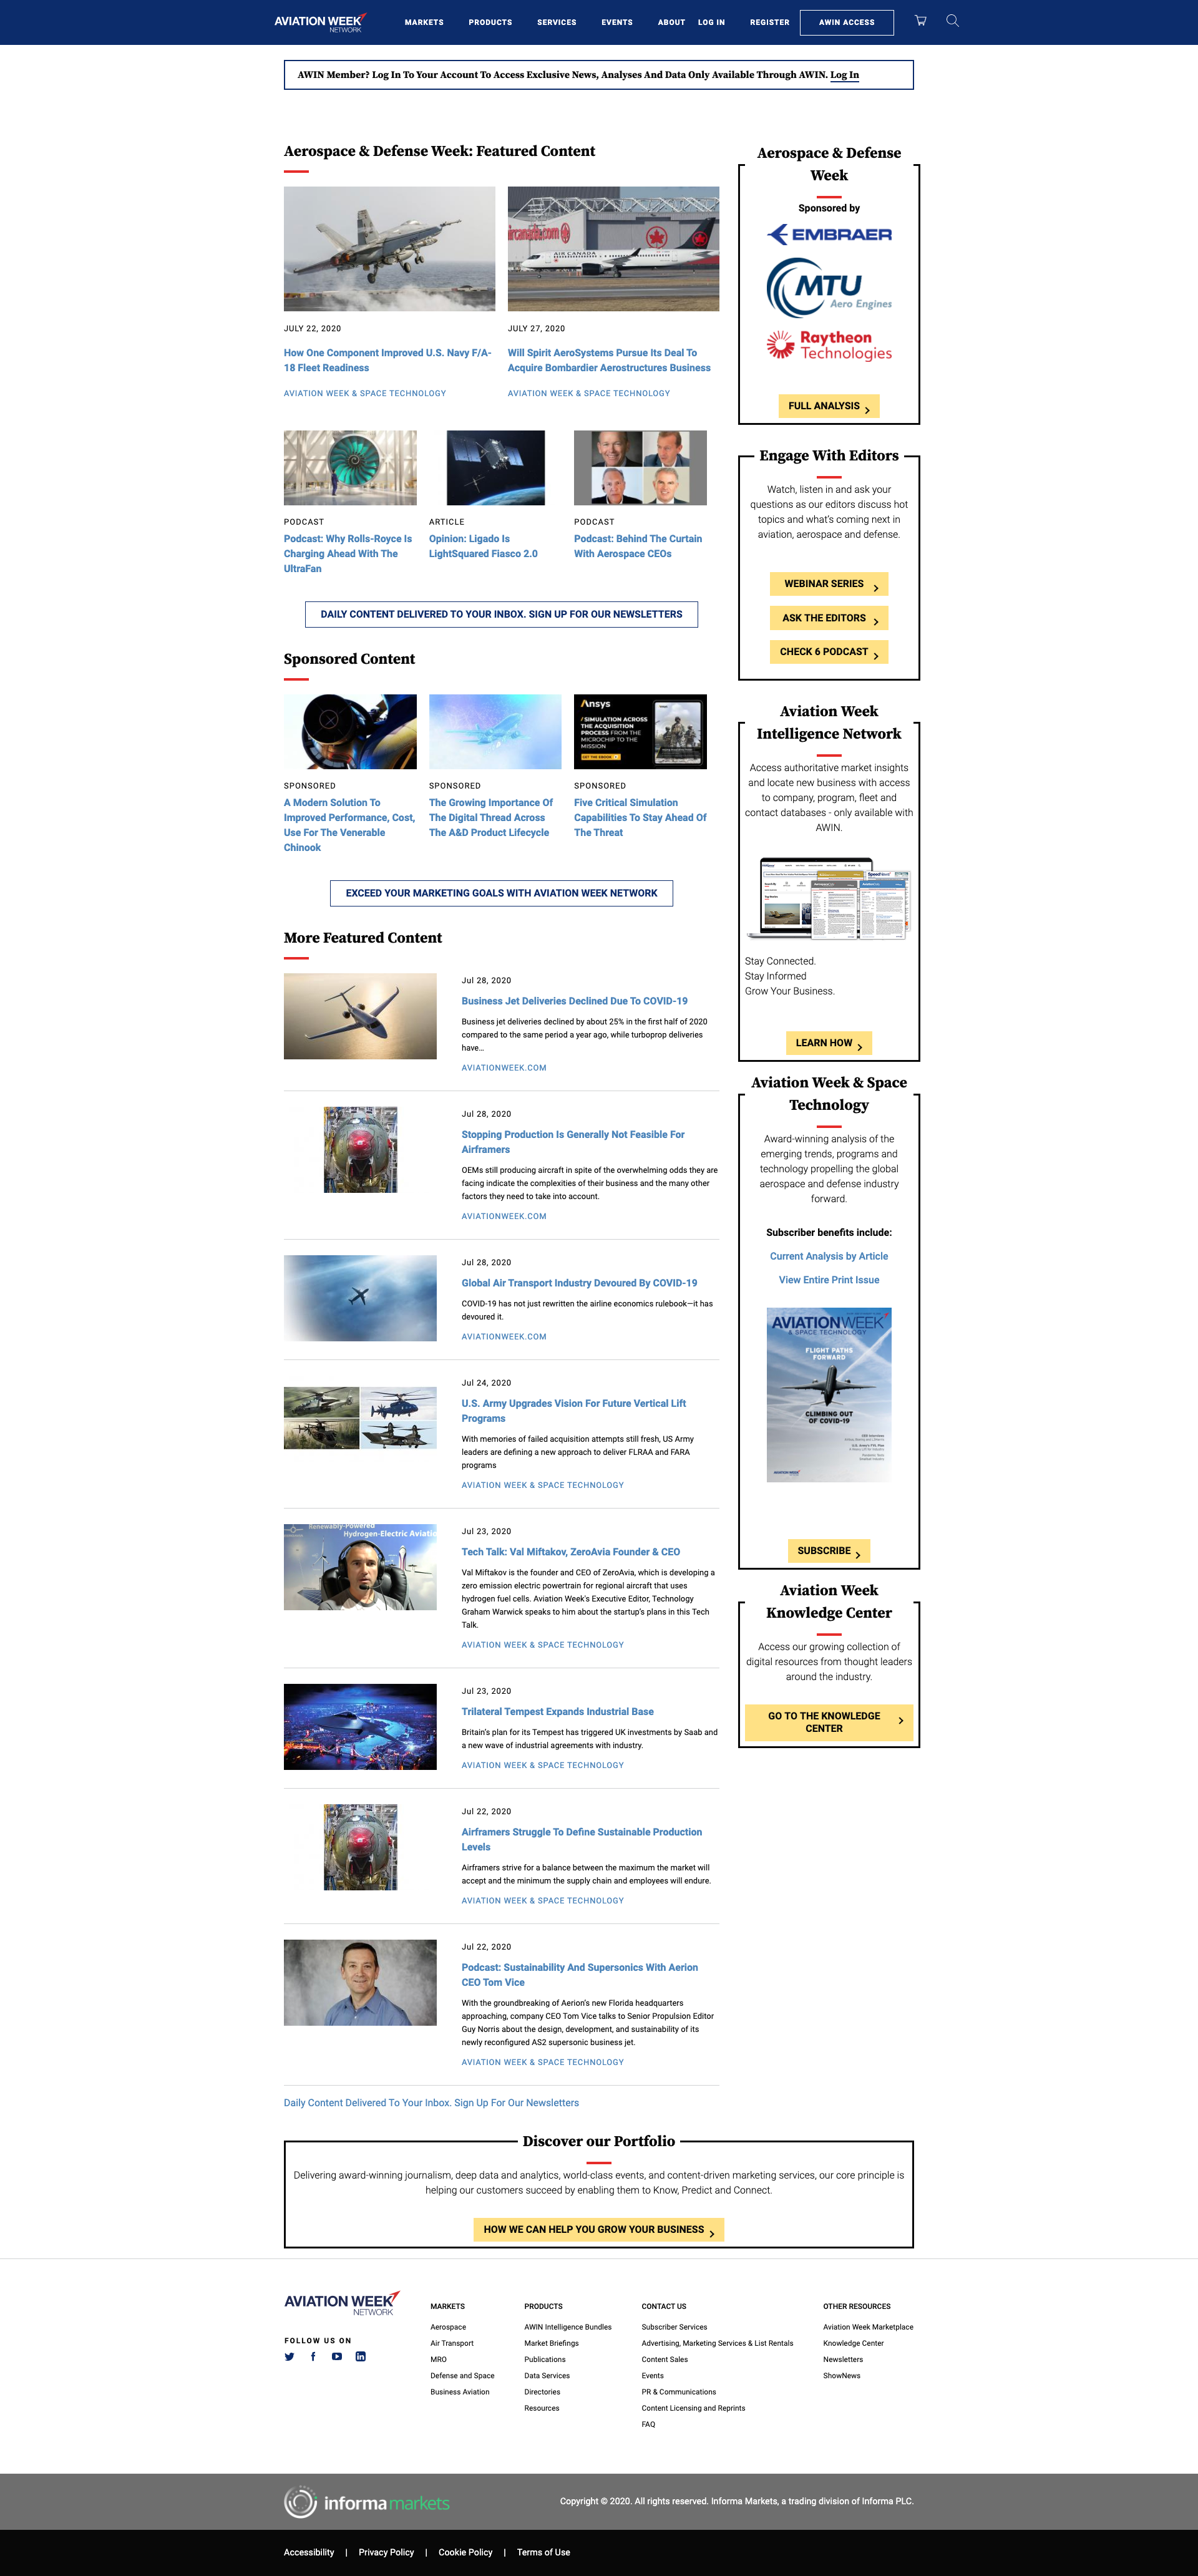 AVIATION WEEK
NETWORK
MARKETS
PRODUCTS
SERVICES
EVENTS
ABOUT
LOG IN
REGISTER
AWIN ACCESS
AWIN Member? Log In To Your Account To Access Exclusive News, Analyses And Data Only Available Through AWIN. Log In
Aerospace & Defense Week: Featured Content
aircanada.com
AIR CANADA
JULY 22, 2020
How One Component Improved U.S. Navy F/A-
18 Fleet Readiness
AVIATION WEEK & SPACE TECHNOLOGY
JULY 27, 2020
Will Spirit AeroSystems Pursue Its Deal To
Acquire Bombardier Aerostructures Business
AVIATION WEEK & SPACE TECHNOLOGY
PODCAST
Podcast: Why Rolls-Royce Is
Charging Ahead With The
UltraFan
ARTICLE
Opinion: Ligado Is
LightSquared Fiasco 2.0
PODCAST
Podcast: Behind The Curtain
With Aerospace CEOs
DAILY CONTENT DELIVERED TO YOUR INBOX. SIGN UP FOR OUR NEWSLETTERS
Sponsored Content
Ansys
/ SIMULATION ACROSS
THE ACQUISITION
PROCESS FROM THE
MICROCHIP TO THE
MISSION
GET THE EBOOK
SPONSORED
A Modern Solution To
Improved Performance, Cost,
Use For The Venerable
Chinook
SPONSORED
The Growing Importance Of
The Digital Thread Across
The A&D Product Lifecycle
SPONSORED
Five Critical Simulation
Capabilities To Stay Ahead Of
The Threat
EXCEED YOUR MARKETING GOALS WITH AVIATION WEEK NETWORK
More Featured Content
Jul 28, 2020
Business Jet Deliveries Declined Due To COVID-19
Business jet deliveries declined by about 25% in the first half of 2020
compared to the same period a year ago, while turboprop deliveries
have...
AVIATIONWEEK.COM
Jul 28, 2020
Stopping Production Is Generally Not Feasible For
Airframers
OEMs still producing aircraft in spite of the overwhelming odds they are
facing indicate the complexities of their business and the many other
factors they need to take into account.
AVIATIONWEEK.COM
Jul 28, 2020
Global Air Transport Industry Devoured By COVID-19
COVID-19 has not just rewritten the airline economics rulebook—it has
devoured it.
AVIATIONWEEK.COM
Jul 24, 2020
U.S. Army Upgrades Vision For Future Vertical Lift
Programs
With memories of failed acquisition attempts still fresh, US Army
leaders are defining a new approach to deliver FLRAA and FARA
programs
AVIATION WEEK & SPACE TECHNOLOGY
Renewably-Powered
Hydrogen-Electric Aviatio
Jul 23, 2020
Tech Talk: Val Miftakov, ZeroAvia Founder & CEO
Val Miftakov is the founder and CEO of ZeroAvia, which is developing a
zero emission electric powertrain for regional aircraft that uses
hydrogen fuel cells. Aviation Week's Executive Editor, Technology
Graham Warwick speaks to him about the startup's plans in this Tech
Talk.
AVIATION WEEK & SPACE TECHNOLOGY
Jul 23, 2020
Trilateral Tempest Expands Industrial Base
Britain's plan for its Tempest has triggered UK investments by Saab and
a new wave of industrial agreements with industry.
AVIATION WEEK & SPACE TECHNOLOGY
Jul 22, 2020
Airframers Struggle To Define Sustainable Production
Levels
Airframers strive for a balance between the maximum the market will
accept and the minimum the supply chain and employees will endure.
AVIATION WEEK & SPACE TECHNOLOGY
Jul 22, 2020
Podcast: Sustainability And Supersonics With Aerion
CEO Tom Vice
With the groundbreaking of Aerion's new Florida headquarters
approaching, company CEO Tom Vice talks to Senior Propulsion Editor
Guy Norris about the design, development, and sustainability of its
newly reconfigured AS2 supersonic business jet.
AVIATION WEEK & SPACE TECHNOLOGY
Daily Content Delivered To Your Inbox. Sign Up For Our Newsletters
Aerospace & Defense
Week
Sponsored by
EMBRAER
MTU
Aero Engines
Raytheon
Technologies
FULL ANALYSIS
Engage With Editors
Watch, listen in and ask your
questions as our editors discuss hot
topics and what's coming next in
aviation, aerospace and defense.
WEBINAR SERIES
ASK THE EDITORS
CHECK 6 PODCAST
Aviation Week
Intelligence Network
Access authoritative market insights
and locate new business with access
to company, program, fleet and
contact databases - only available with
AWIN.
Stay Connected.
Stay Informed
Grow Your Business.
LEARN HOW
Aviation Week & Space
Technology
Award-winning analysis of the
emerging trends, programs and
technology propelling the global
aerospace and defense industry
forward.
Subscriber benefits include:
Current Analysis by Article
View Entire Print Issue
AVIATION WEEK
& SPACE TECHNOLOGY
FLIGHT PATHS
FORWARD
CLIMBING OUT
OF COVID-19
SUBSCRIBE
Aviation Week
Knowledge Center
Access our growing collection of
digital resources from thought leaders
around the industry.
GO TO THE KNOWLEDGE
CENTER
Discover our Portfolio
Delivering award-winning journalism, deep data and analytics, world-class events, and content-driven marketing services, our core principle is
helping our customers succeed by enabling them to Know, Predict and Connect.
HOW WE CAN HELP YOU GROW YOUR BUSINESS
AVIATION WEEK
NETWORK
FOLLOW US ON
MARKETS
Aerospace
Air Transport
MRO
Defense and Space
Business Aviation
PRODUCTS
AWIN Intelligence Bundles
Market Briefings
Publications
Data Services
Directories
Resources
CONTACT US
Subscriber Services
Advertising, Marketing Services & List Rentals
Content Sales
Events
PR & Communications
Content Licensing and Reprints
FAQ
OTHER RESOURCES
Aviation Week Marketplace
Knowledge Center
Newsletters
ShowNews
informa markets
Copyright © 2020. All rights reserved. Informa Markets, a trading division of Informa PLC.
Accessibility | Privacy Policy | Cookie Policy | Terms of Use